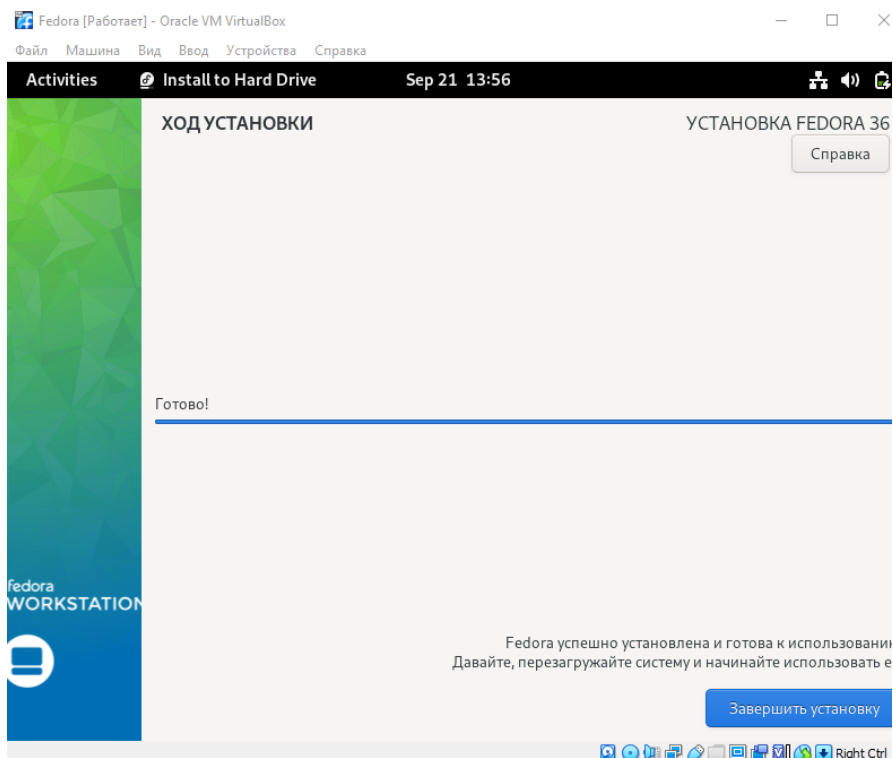 Fedora [Работает] - Oracle VM VirtualBox
Файл Машина Вид Ввод Устройства Справка
Activities Install to Hard Drive Sep 21 13:56
ХОД УСТАНОВКИ УСТАНОВКА FEDORA 36
Справка
Готово!
fedora
WORKSTATION
Fedora успешно установлена и готова к использовани
Давайте, перезагружайте систему и начинайте использовать е
Завершить установку
Right Ctrl